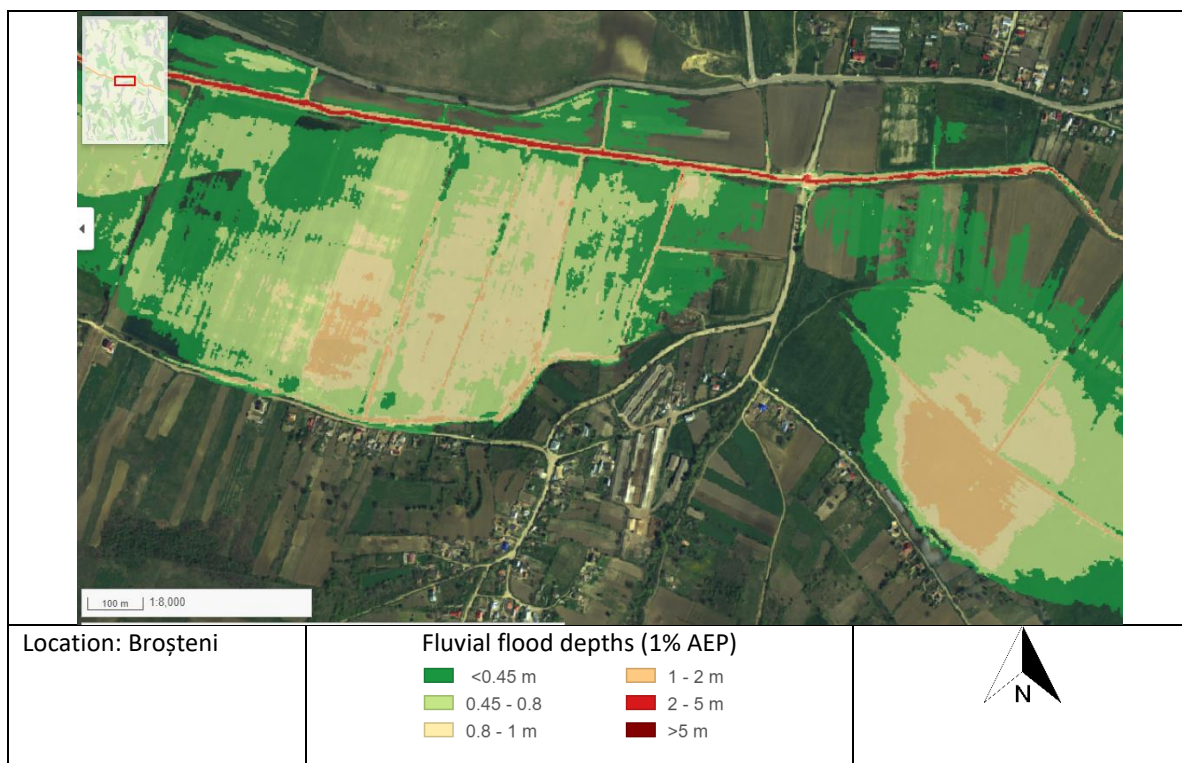 100 m 1:8,000
Location: Broșteni
Fluvial flood depths (1% AEP)
<0.45 m
0.45 - 0.8
0.8 - 1 m
1 - 2 m
2 - 5 m
>5 m
N